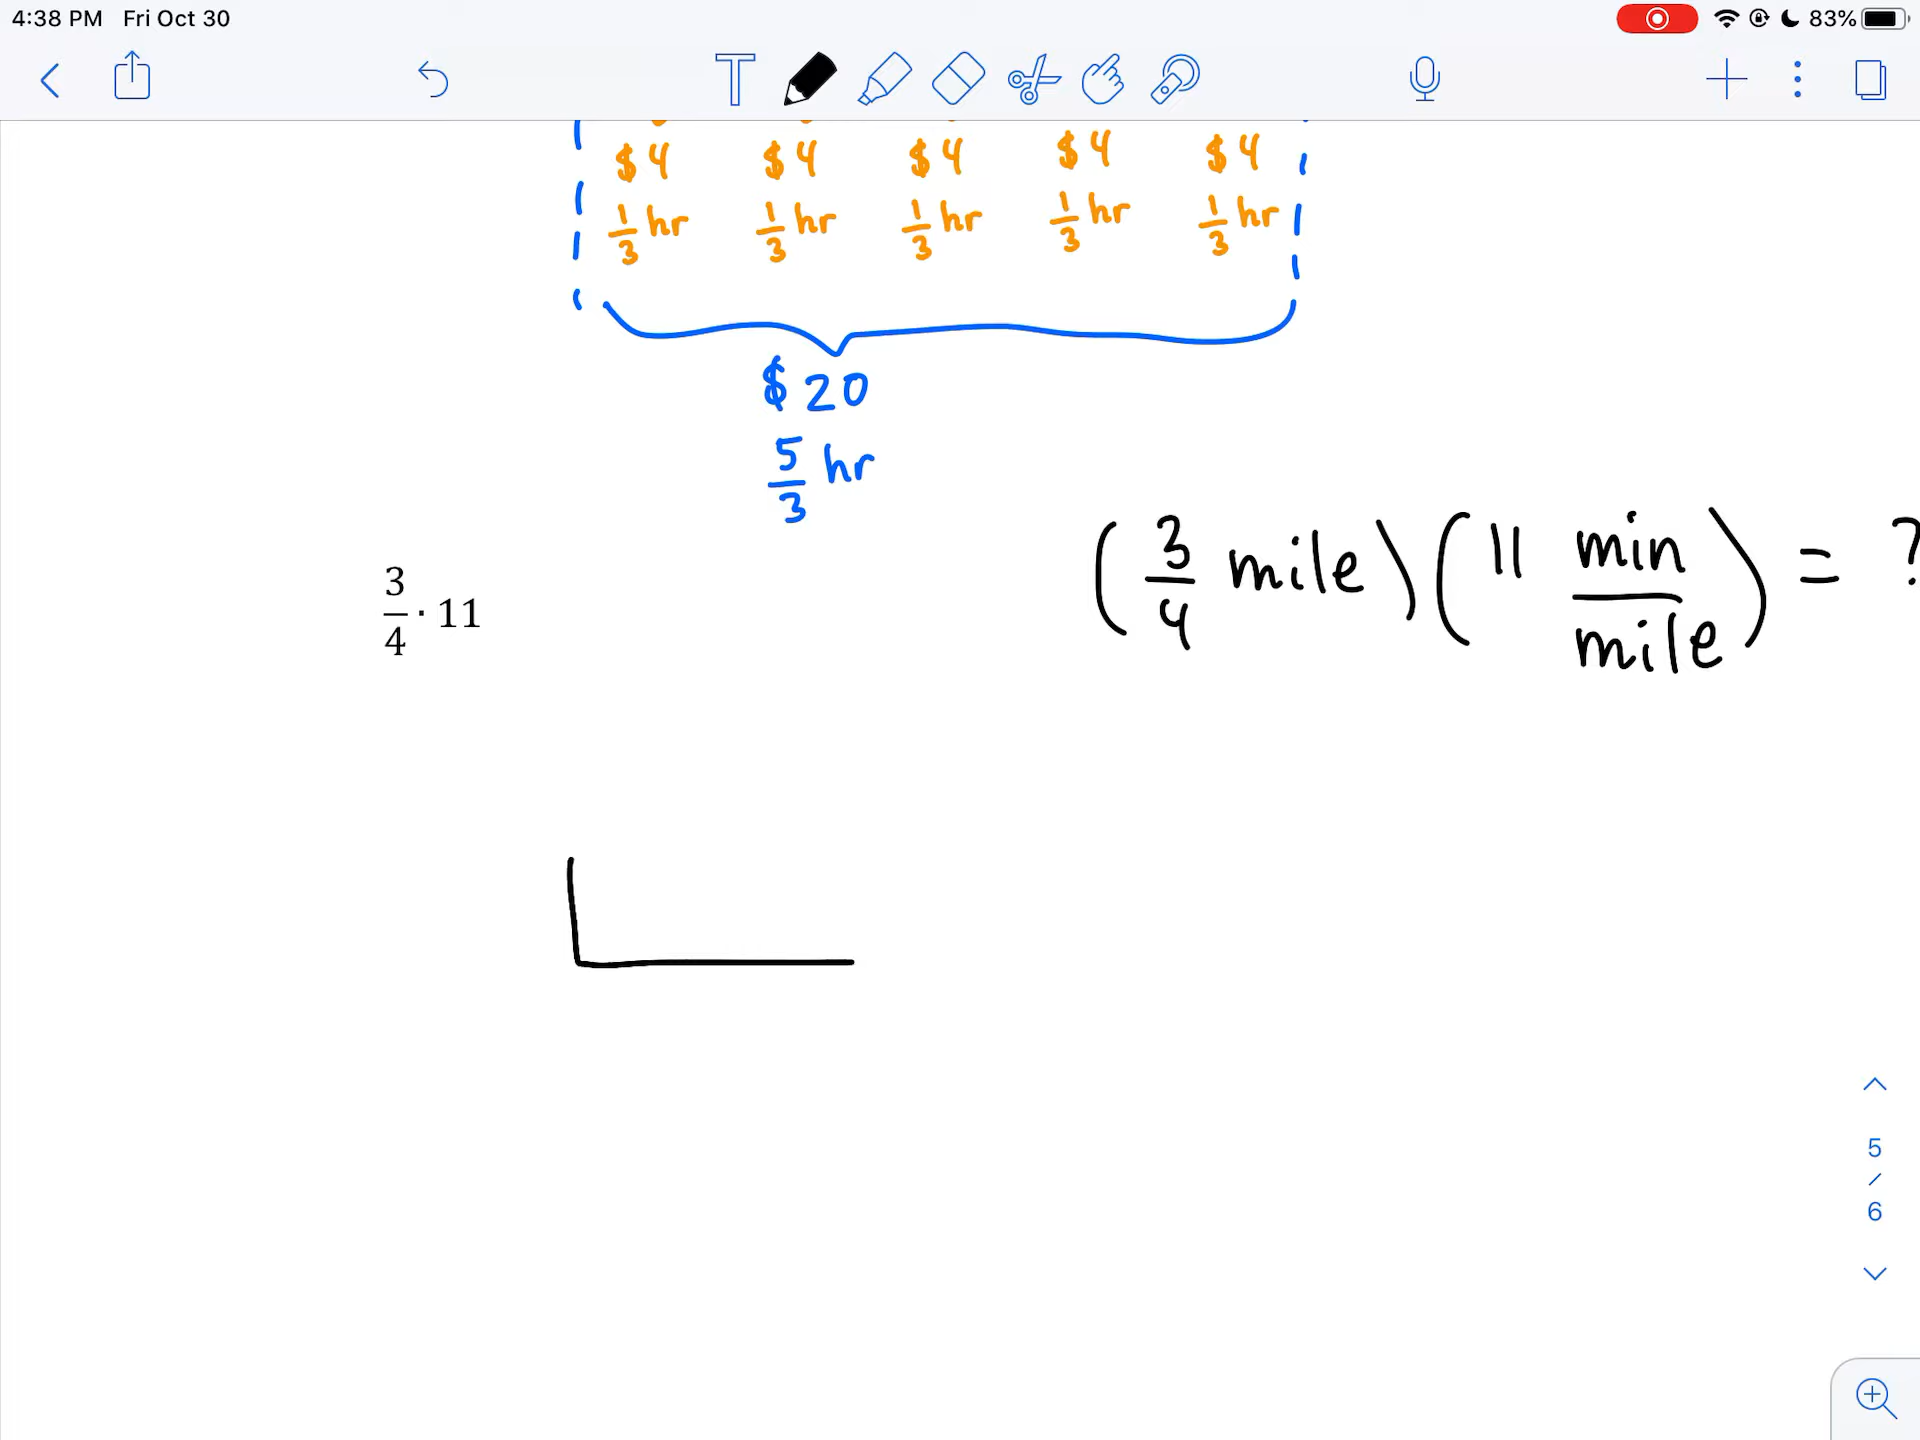 4:38 PM Fri Oct 30 83%
T
$4 $4 $4 $4 $4
1/3 hr 1/3 hr 1/3 hr 1/3 hr 1/3 hr
$20
5/3 hr
(3/4 mile)(11 min/mile) = ?
3/4 · 11
5
/
6